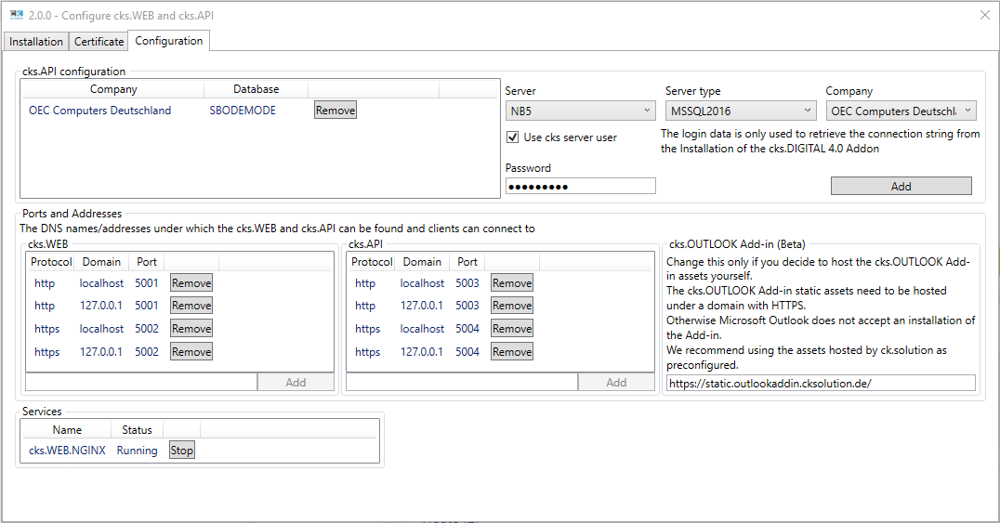 2.0.0 - Configure cks.WEB and cks.API
Installation Certificate Configuration
cks.API configuration
Company Database
OEC Computers Deutschland SBODEMODE Remove
Server Server type Company
NB5 MSSQL2016 OEC Computers Deutschl
Use cks server user
The login data is only used to retrieve the connection string from
the Installation of the cks.DIGITAL 4.0 Addon
Password
●●●●●●●●●
Add
Ports and Addresses
The DNS names/addresses under which the cks.WEB and cks.API can be found and clients can connect to
cks.WEB
Protocol Domain Port
http localhost 5001 Remove
http 127.0.0.1 5001 Remove
https localhost 5002 Remove
https 127.0.0.1 5002 Remove
Add
cks.API
Protocol Domain Port
http localhost 5003 Remove
http 127.0.0.1 5003 Remove
https localhost 5004 Remove
https 127.0.0.1 5004 Remove
Add
cks.OUTLOOK Add-in (Beta)
Change this only if you decide to host the cks.OUTLOOK Add-
in assets yourself.
The cks.OUTLOOK Add-in static assets need to be hosted
under a domain with HTTPS.
Otherwise Microsoft Outlook does not accept an installation of
the Add-in.
We recommend using the assets hosted by ck.solution as
preconfigured.
https://static.outlookaddin.cksolution.de/
Services
Name Status
cks.WEB.NGINX Running Stop